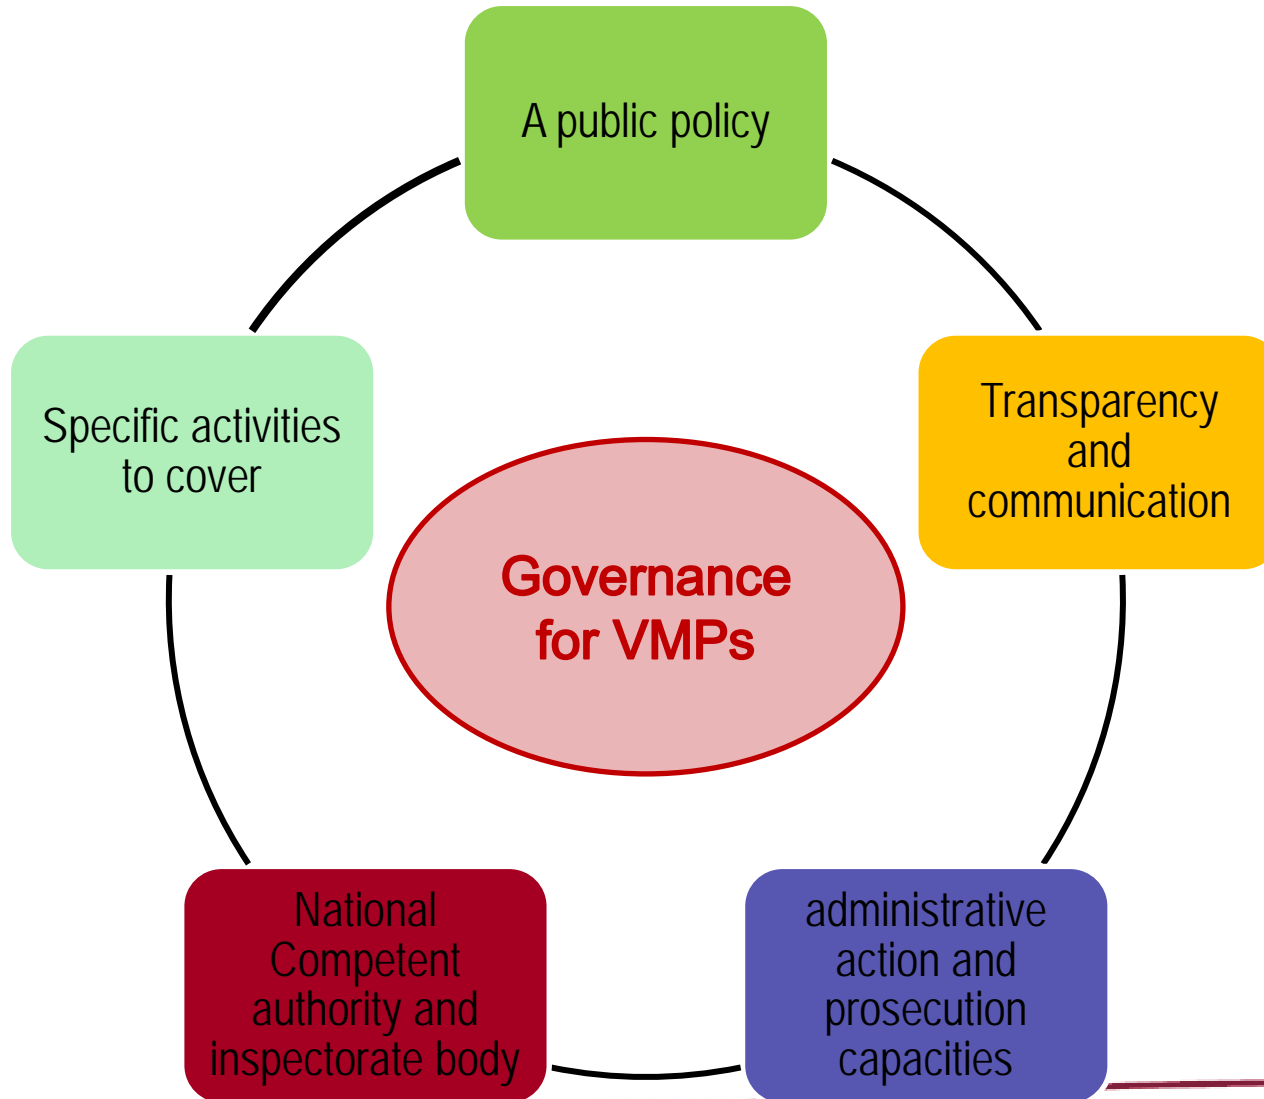 A public policy
Transparency
and
communication
Specific activities
to cover
Governance
for VMPs
National
Competent
authority and
inspectorate body
administrative
action and
prosecution
capacities